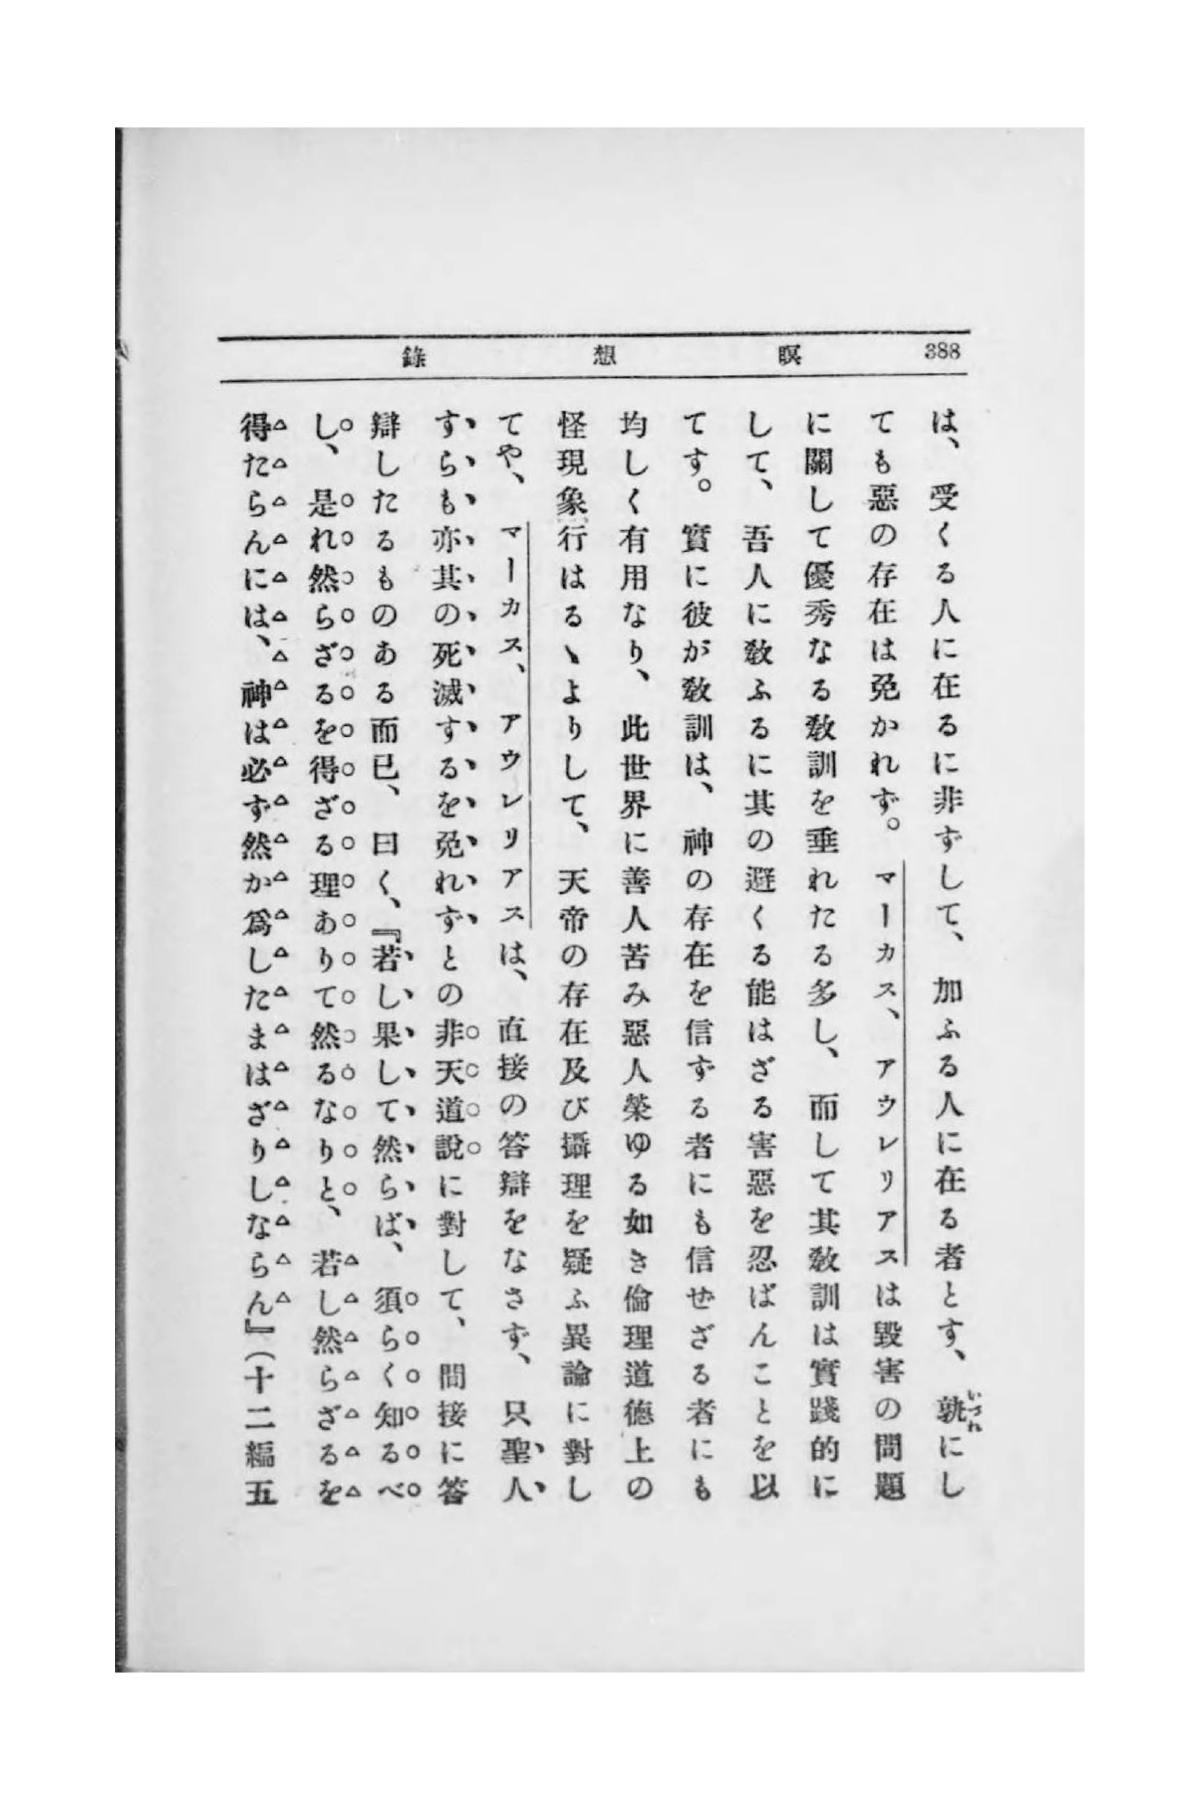 388
瞑想錄
は、受くる人に在るに非ずして、加ふる人に在る者とす、孰にし
ても惡の存在は免かれず。マーカス、アウレリアスは毀害の問題
に關して優秀なる敎訓を垂れたる多し、而して其敎訓は實踐的に
して、吾人に敎ふるに其の避くる能はざる害惡を忍ばんことを以
てす。實に彼が敎訓は、神の存在を信ずる者にも信ぜざる者にも
均しく有用なり、此世界に善人苦み惡人榮ゆる如き倫理道德上の
怪現象行はるゝよりして、天帝の存在及び攝理を疑ふ異論に對し
てや、マーカス、アウレリアスは、直接の答辯をなさず、只聖人
すらも亦其の死滅するを免れずとの非天道說に對して、間接に答
辯したるものある而已、曰く、『若し果して然らば、須らく知るべ
し、是れ然らざるを得ざる理ありて然るなりと、若し然らざるを
得たらんには、神は必ず然か爲したまはざりしならん』（十二編五
いづれ